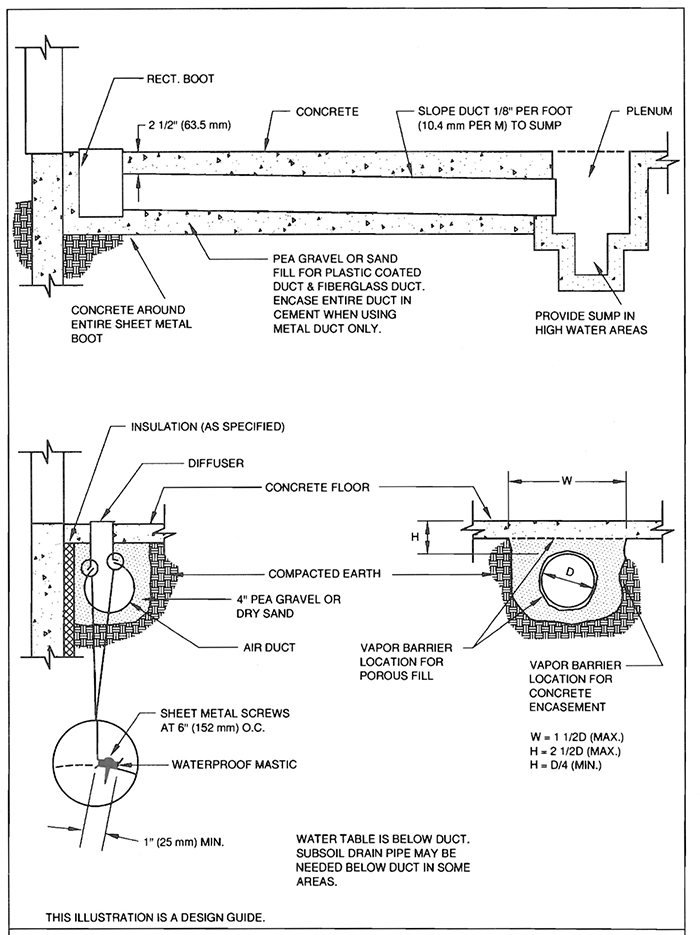 RECT. BOOT
2 1/2" (63.5 mm)
CONCRETE
SLOPE DUCT 1/8" PER FOOT
(10.4 mm PER M) TO SUMP
PLENUM
PEA GRAVEL OR SAND
FILL FOR PLASTIC COATED
DUCT & FIBERGLASS DUCT.
ENCASE ENTIRE DUCT IN
CEMENT WHEN USING
METAL DUCT ONLY.
CONCRETE AROUND
ENTIRE SHEET METAL
BOOT
PROVIDE SUMP IN
HIGH WATER AREAS
INSULATION (AS SPECIFIED)
DIFFUSER
CONCRETE FLOOR
W
H
D
COMPACTED EARTH
4" PEA GRAVEL OR
DRY SAND
AIR DUCT
VAPOR BARRIER
LOCATION FOR
POROUS FILL
VAPOR BARRIER
LOCATION FOR
CONCRETE
ENCASEMENT
W = 1 1/2D (MAX.)
H = 2 1/2D (MAX.)
H = D/4 (MIN.)
SHEET METAL SCREWS
AT 6" (152 mm) O.C.
WATERPROOF MASTIC
1" (25 mm) MIN.
WATER TABLE IS BELOW DUCT.
SUBSOIL DRAIN PIPE MAY BE
NEEDED BELOW DUCT IN SOME
AREAS.
THIS ILLUSTRATION IS A DESIGN GUIDE.